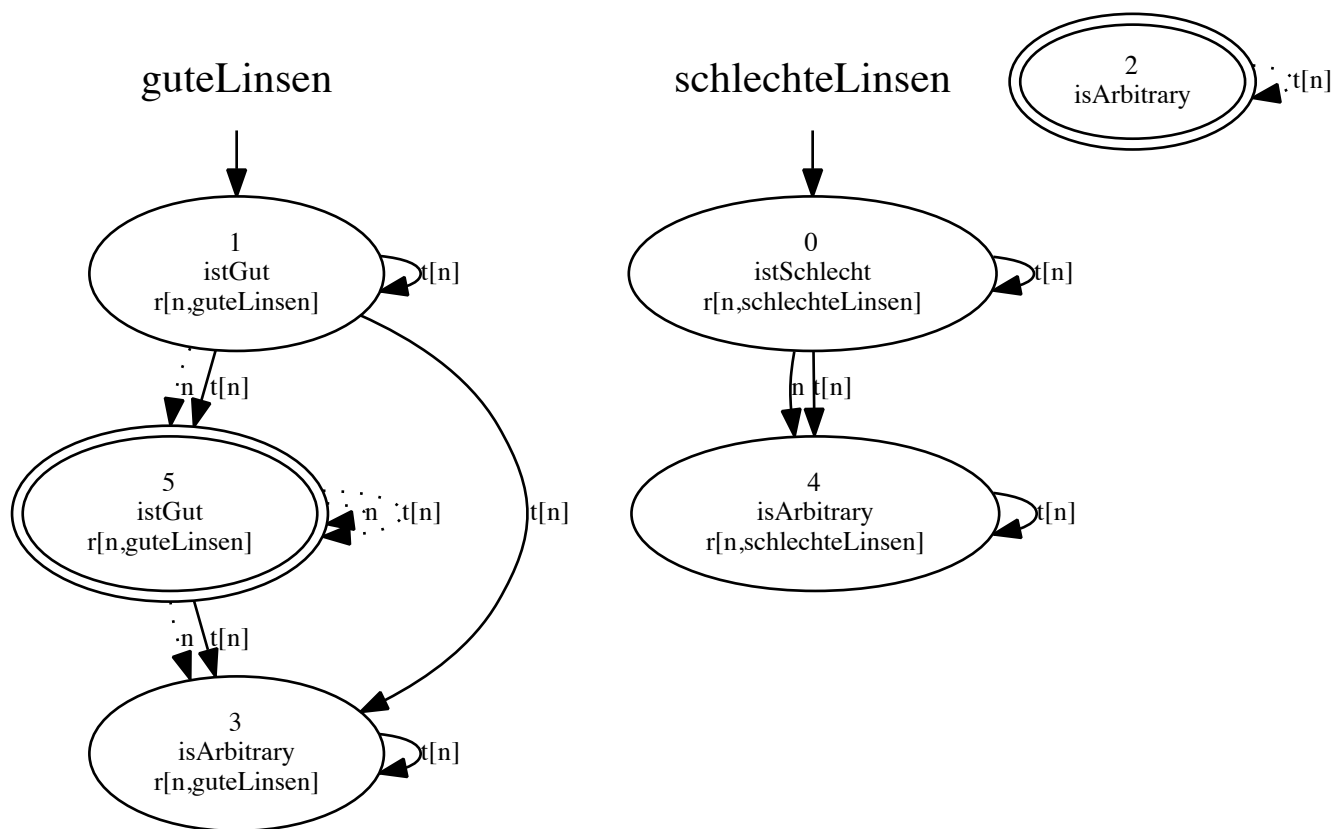 guteLinsen
schlechteLinsen
2
isArbitrary
t[n]
1
istGut
r[n,guteLinsen]
t[n]
0
istSchlecht
r[n,schlechteLinsen]
t[n]
n
t[n]
n
t[n]
5
istGut
r[n,guteLinsen]
n
t[n]
t[n]
4
isArbitrary
r[n,schlechteLinsen]
t[n]
n
t[n]
3
isArbitrary
r[n,guteLinsen]
t[n]